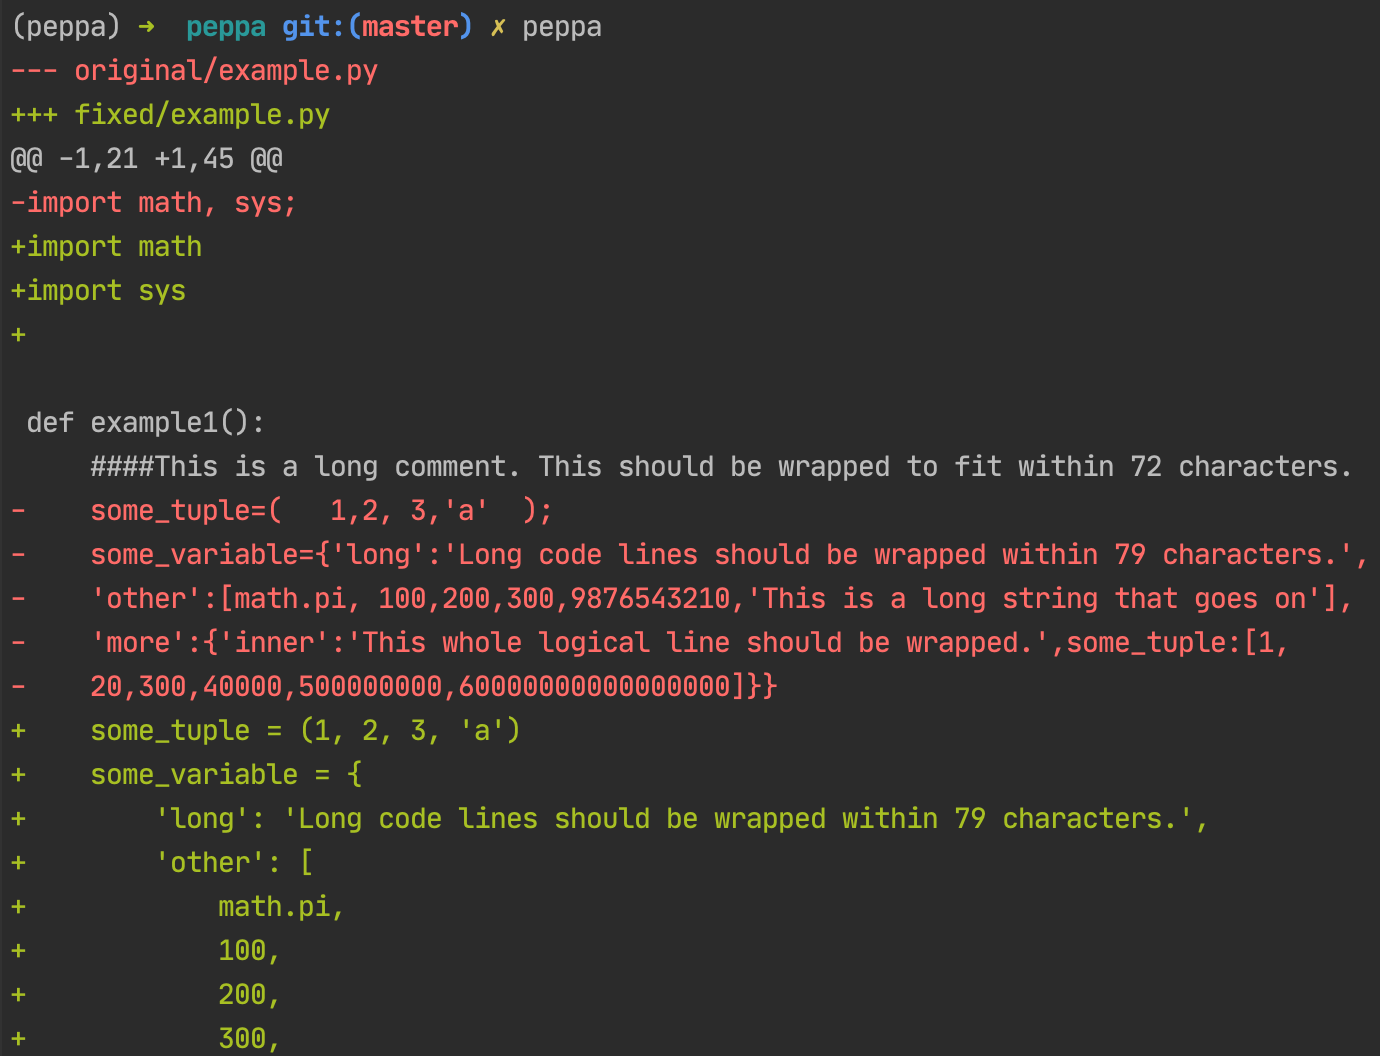 (peppa) ➜  peppa git:(master) ✗ peppa
--- original/example.py
+++ fixed/example.py
@@ -1,21 +1,45 @@
-import math, sys;
+import math
+import sys
+
 def example1():
     ####This is a long comment. This should be wrapped to fit within 72 characters.
-    some_tuple=(   1,2, 3,'a'  );
-    some_variable={'long':'Long code lines should be wrapped within 79 characters.',
-    'other':[math.pi, 100,200,300,9876543210,'This is a long string that goes on'],
-    'more':{'inner':'This whole logical line should be wrapped.',some_tuple:[1,
-    20,300,40000,500000000,60000000000000000]}}
+    some_tuple = (1, 2, 3, 'a')
+    some_variable = {
+        'long': 'Long code lines should be wrapped within 79 characters.',
+        'other': [
+            math.pi,
+            100,
+            200,
+            300,